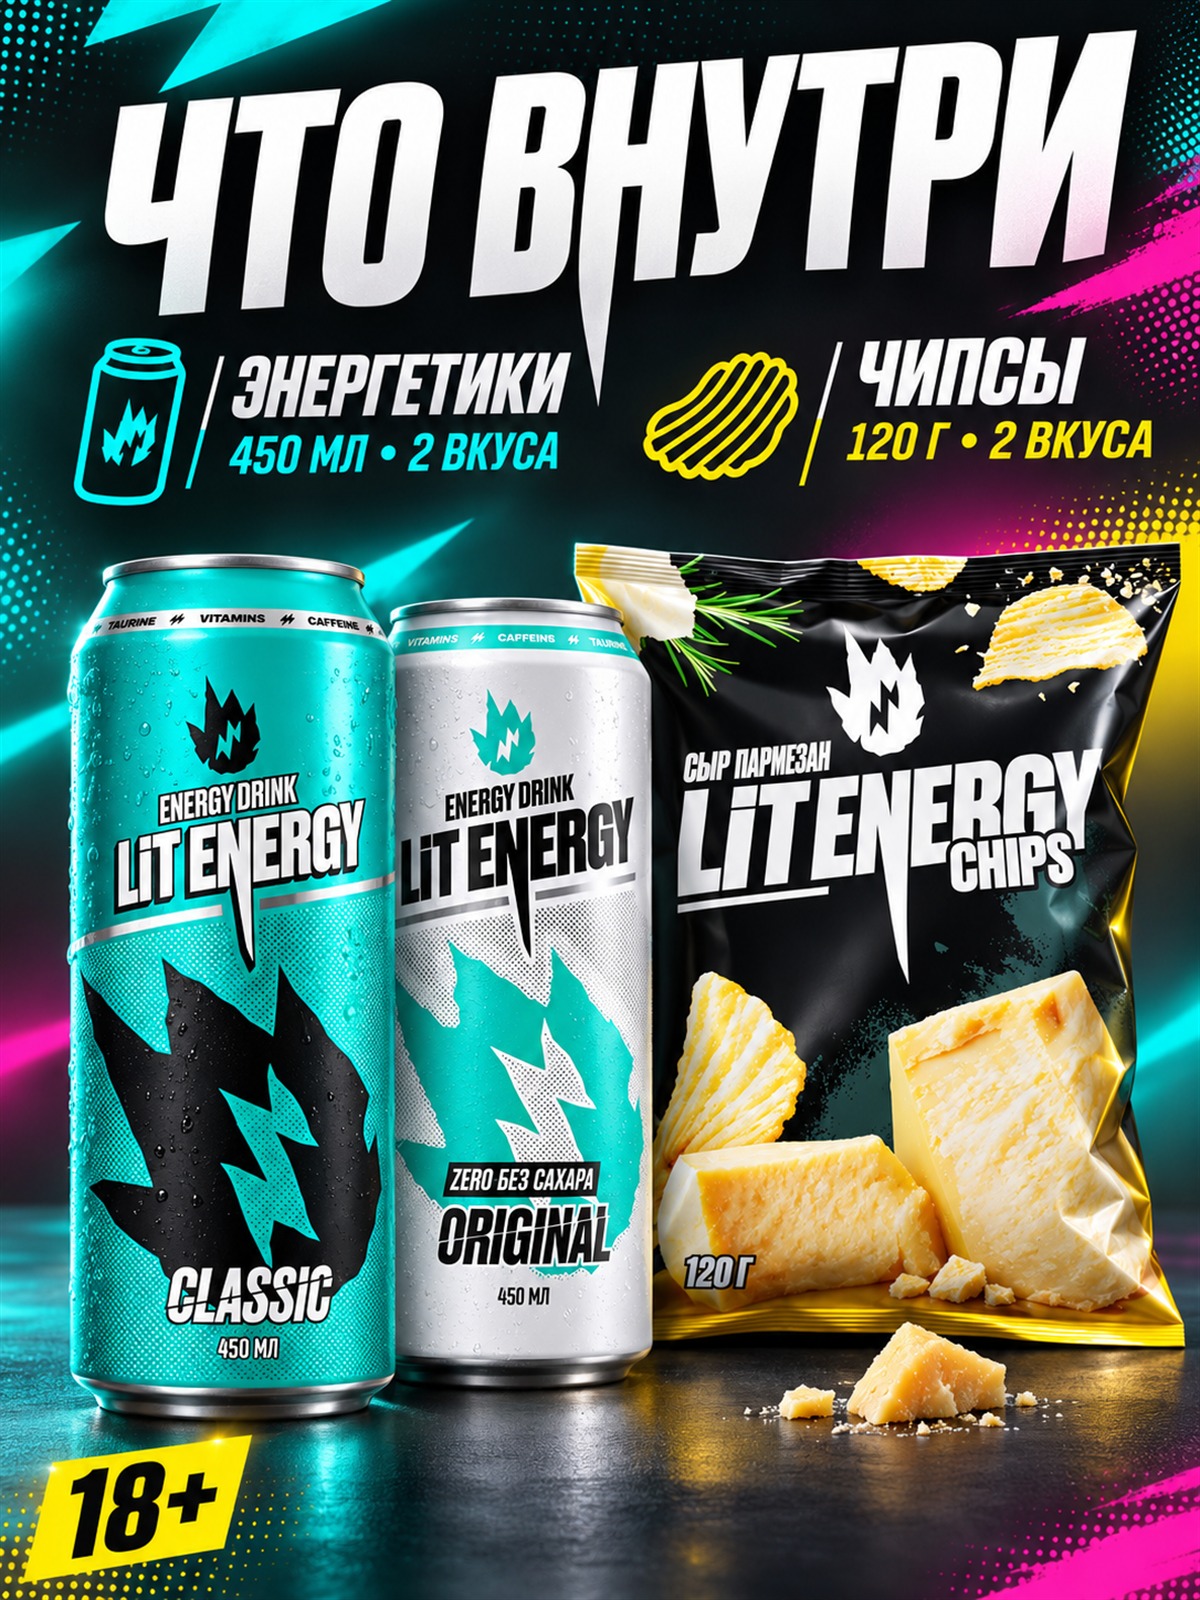 ЧТО ВНУТРИ
ЭНЕРГЕТИКИ
450 МЛ • 2 ВКУСА
ЧИПСЫ
120 Г • 2 ВКУСА
TAURINE VITAMINS CAFFEINE
ENERGY DRINK
LiT ENERGY
CLASSIC
450 МЛ
VITAMINS CAFFEINS TAURINE
ENERGY DRINK
LiT ENERGY
ZERO БЕЗ САХАРА
ORIGINAL
450 МЛ
СЫР ПАРМЕЗАН
LiTENERGY
CHIPS
120 Г
18+